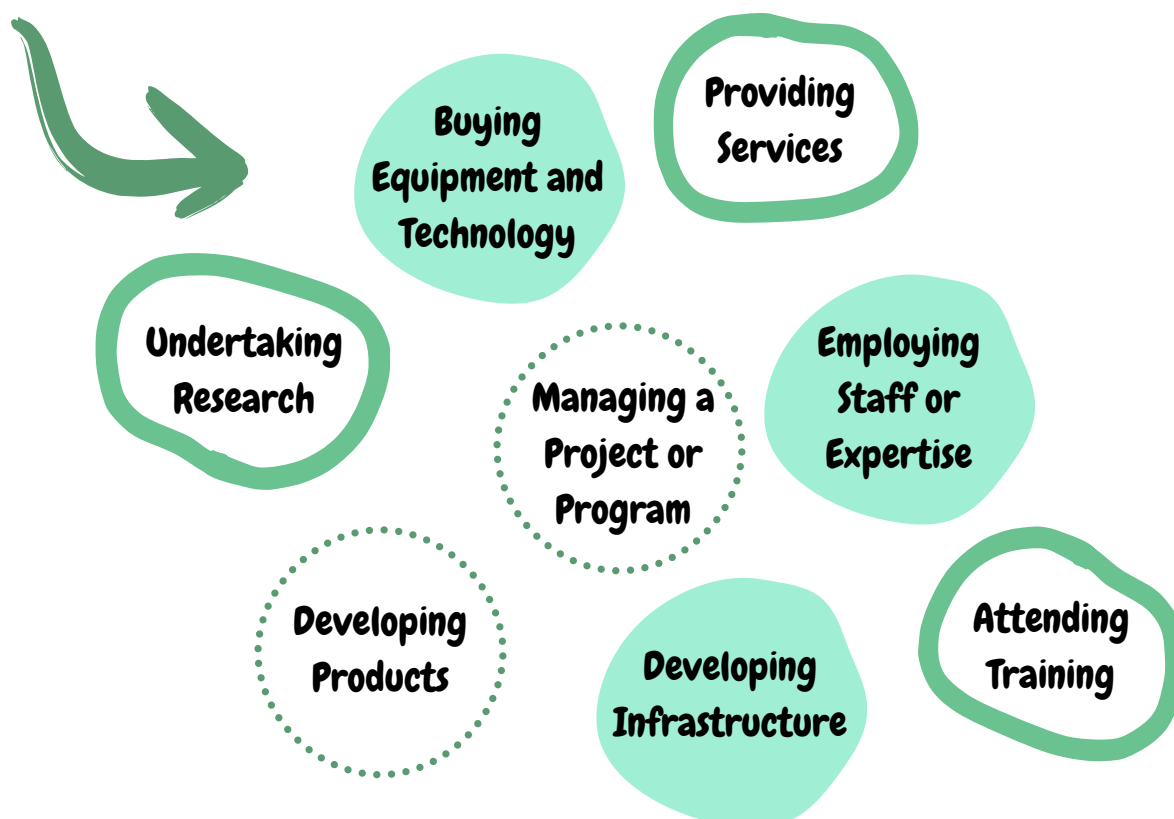 Providing
Services
Buying
Equipment and
Technology
Undertaking
Research
Managing a
Project or
Program
Employing
Staff or
Expertise
Developing
Products
Developing
Infrastructure
Attending
Training